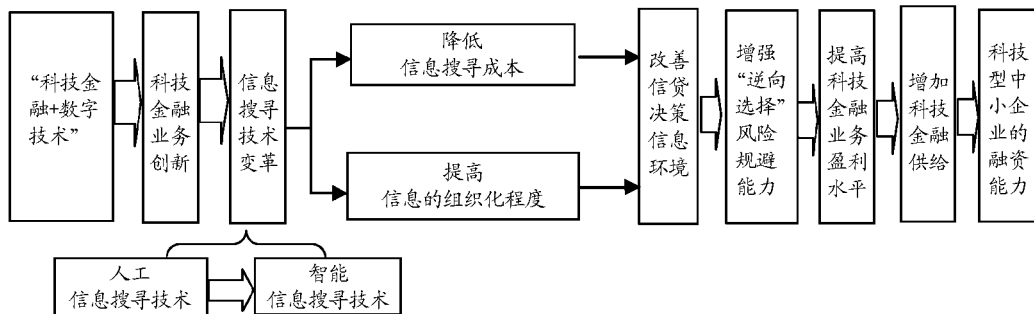 “科技金
融+数字
技术”
科技
金融
业务
创新
信息
搜寻
技术
变革
降低
信息搜寻成本
提高
信息的组织化程度
改善
信贷
决策
信息
环境
增强
“逆向
选择”
风险
规避
能力
提高
科技
金融
业务
盈利
水平
增加
科技
金融
供给
科技
型中
小企
业的
融资
能力
人工
信息搜寻技术
智能
信息搜寻技术